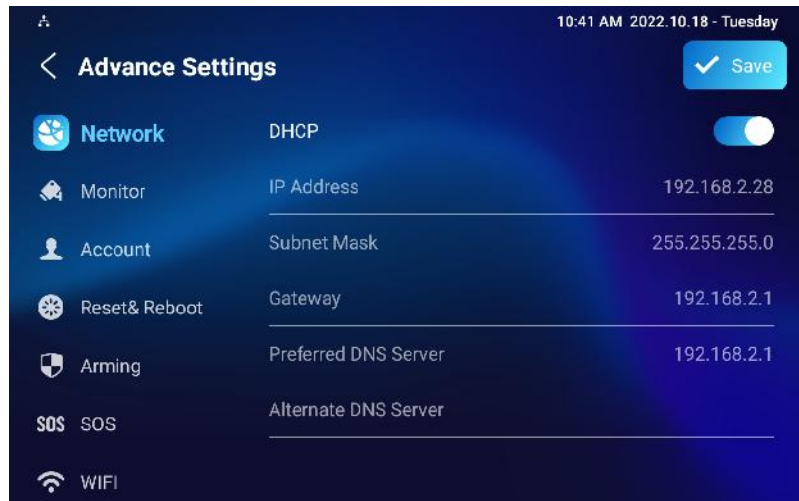 10:41 AM 2022.10.18 - Tuesday
Advance Settings
Save
Network
DHCP
Monitor
IP Address 192.168.2.28
Account
Subnet Mask 255.255.255.0
Reset& Reboot
Gateway 192.168.2.1
Arming
Preferred DNS Server 192.168.2.1
SOS SOS
Alternate DNS Server
WIFI